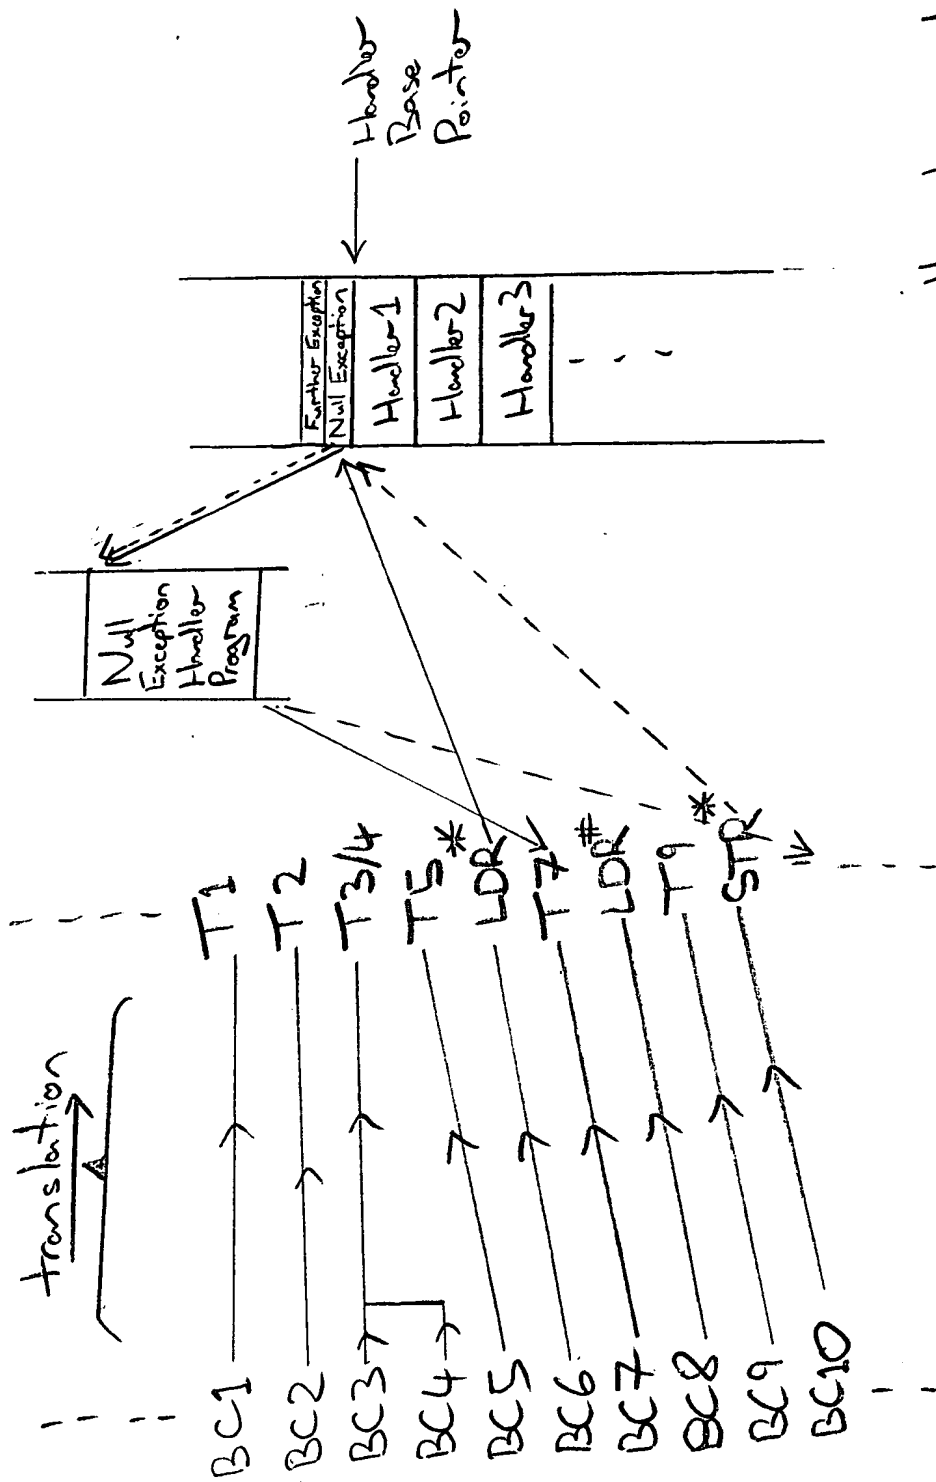 translation
BC1
BC2
BC3
BC4
BC5
BC6
BC7
BC8
BC9
BC10
T1
T2
T3/4
T5
LDR*
T7
LDR#
T9
STR*
Null
Exception
Handler
Program
Further Exception
Null Exception
Handler 1
Handler 2
Handler 3
Handler
Base
Pointer